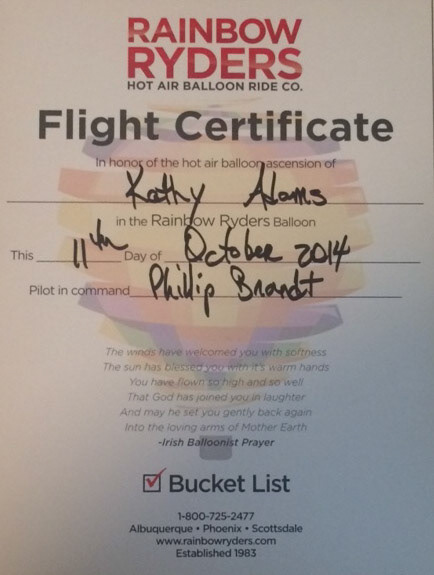 RAINBOW
RYDERS
HOT AIR BALLOON RIDE CO.
Flight Certificate
In honor of the hot air balloon ascension of
Kathy Adams
in the Rainbow Ryders Balloon
This 11th Day of October 2014
Pilot in command Phillip Brandt
The winds have welcomed you with softness
The sun has blessed you with it's warm hands
You have flown so high and so well
That God has joined you in laughter
And may he set you gently back again
Into the loving arms of Mother Earth
-Irish Balloonist Prayer
Bucket List
1-800-725-2477
Albuquerque • Phoenix • Scottsdale
www.rainbowryders.com
Established 1983